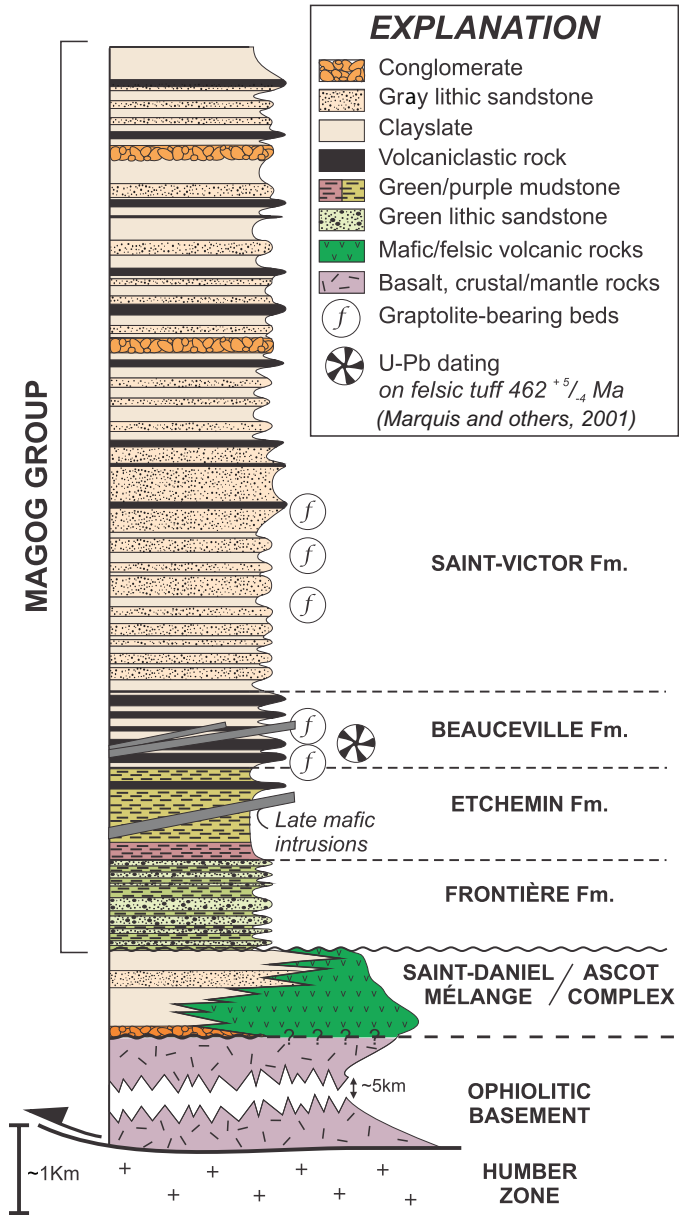 EXPLANATION
Conglomerate
Gray lithic sandstone
Clayslate
Volcaniclastic rock
Green/purple mudstone
Green lithic sandstone
Mafic/felsic volcanic rocks
Basalt, crustal/mantle rocks
f
Graptolite-bearing beds
U-Pb dating
on felsic tuff 462 +5/-4 Ma
(Marquis and others, 2001)
MAGOG GROUP
f
f
f
SAINT-VICTOR Fm.
f
f
BEAUCEVILLE Fm.
ETCHEMIN Fm.
Late mafic
intrusions
FRONTIÈRE Fm.
SAINT-DANIEL / ASCOT
MÉLANGE COMPLEX
? ? ? ?
~5km
OPHIOLITIC
BASEMENT
~1Km
HUMBER
ZONE